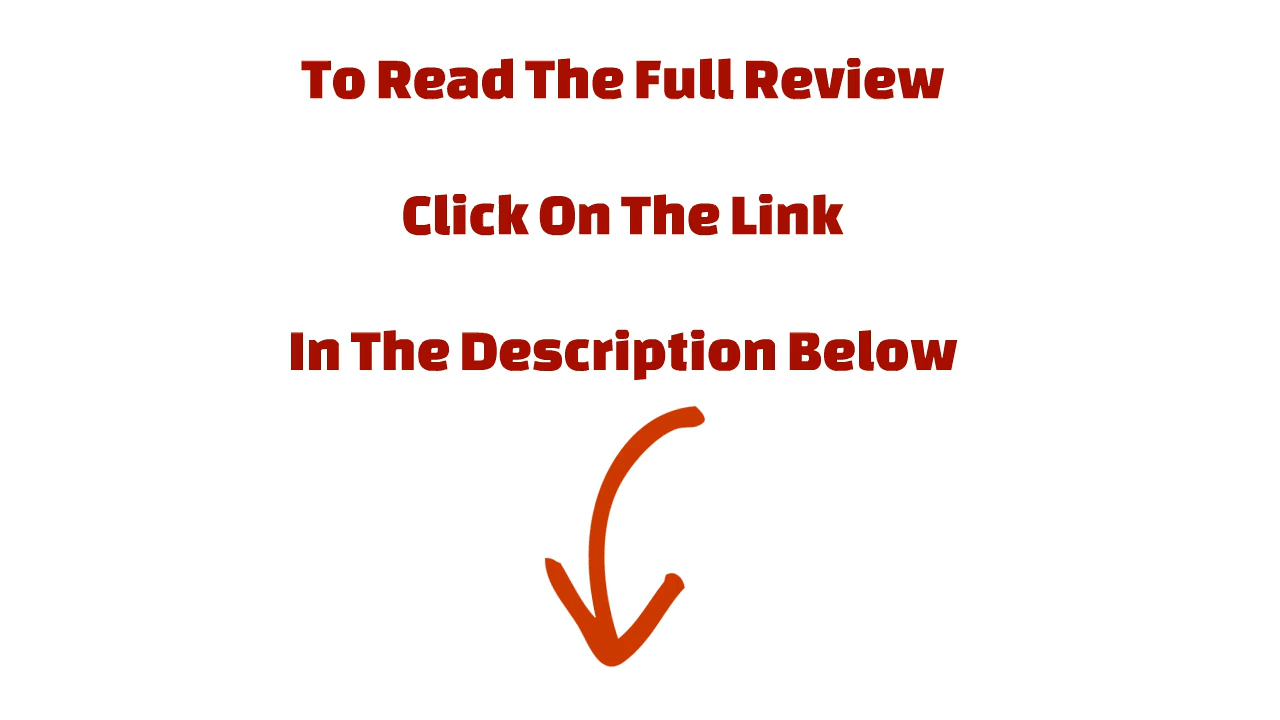 To Read The Full Review
Click On The Link
In The Description Below